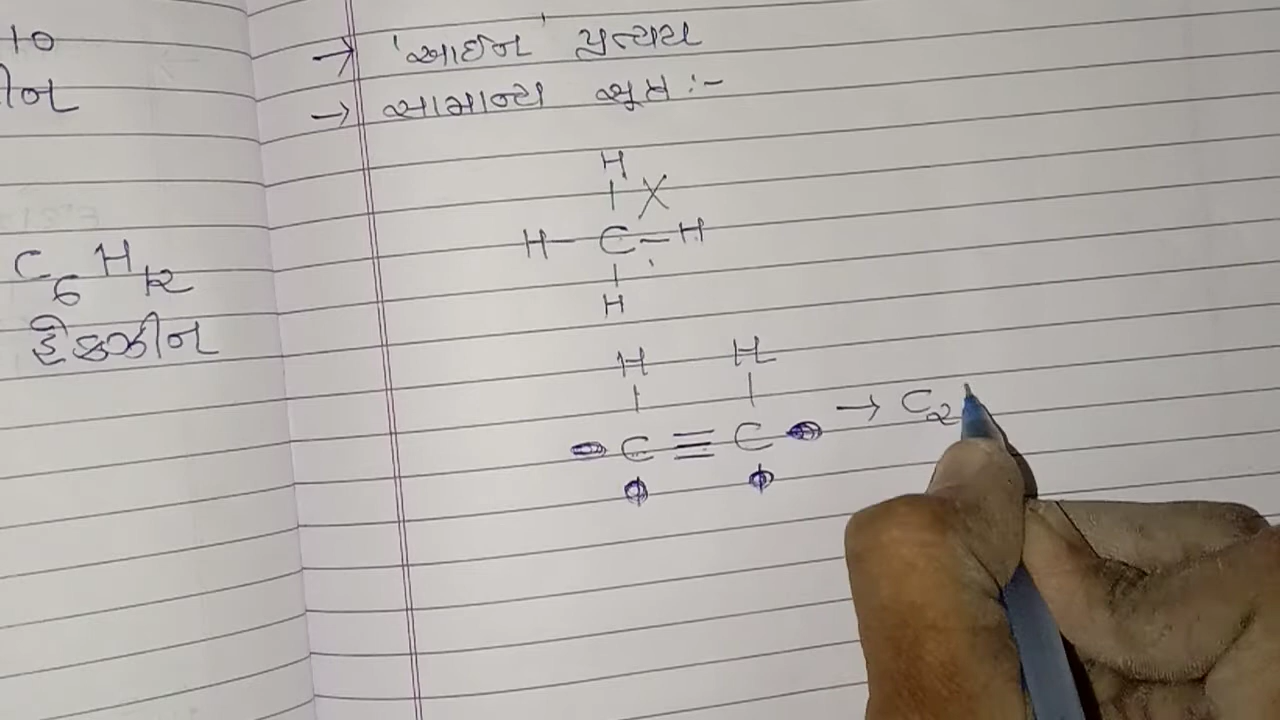 10
ીન
C6H12
હેક્ઝીન
→ 'આઈન' પ્રત્યય
→ સામાન્ય સૂત્ર :-
H
H - C - H
H
H H
C ≡ C → C2